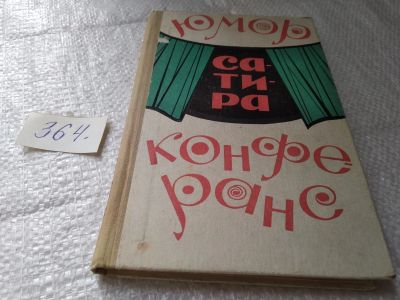 юмор
са-
ти-
ра
конфе
ранс
364.